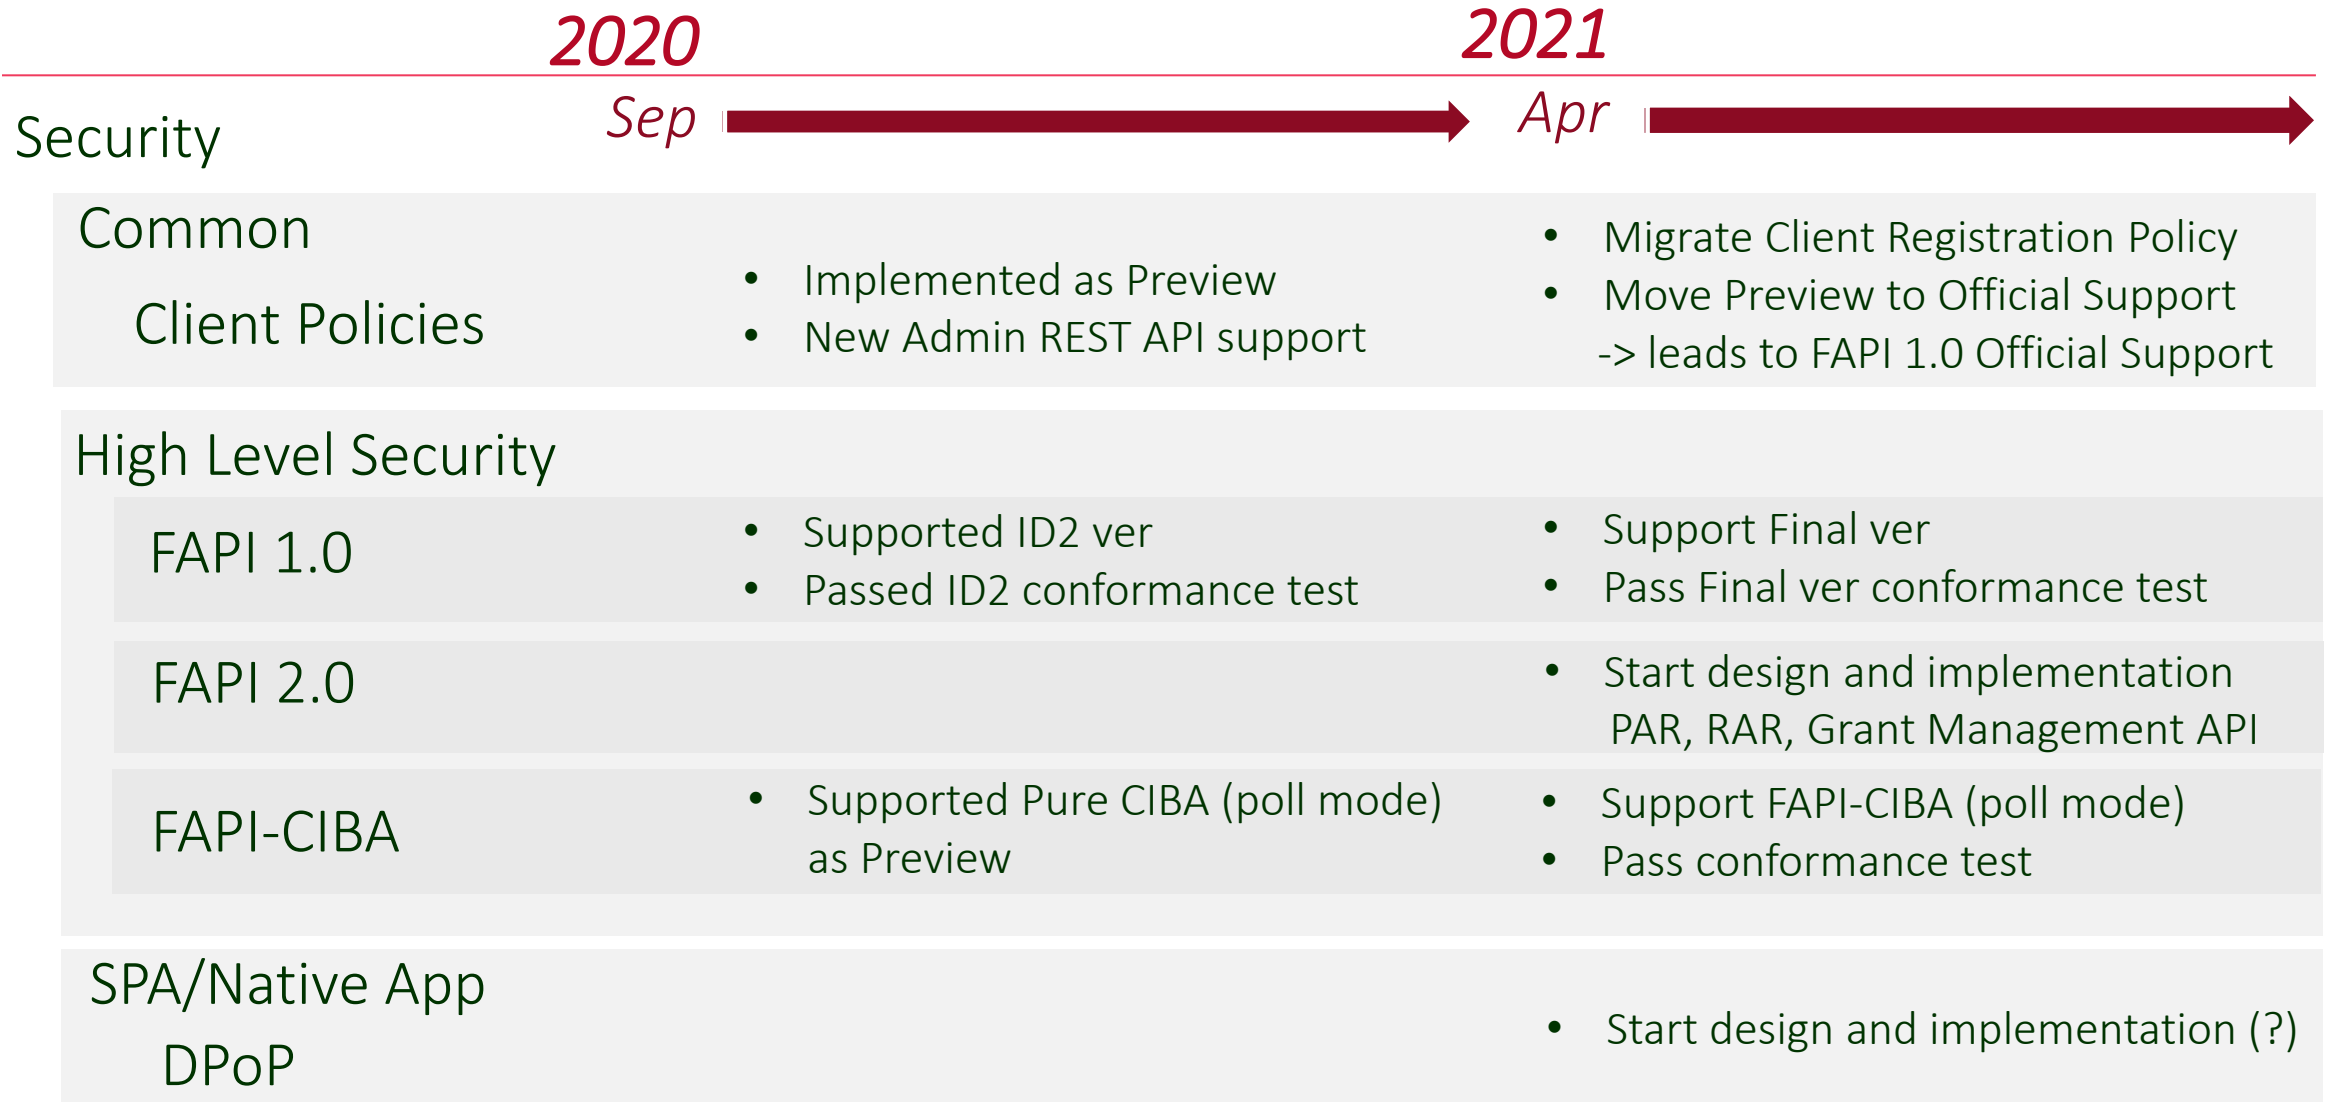 2020
2021
Sep
Apr
Security
Common
Client Policies
• Implemented as Preview
• New Admin REST API support
• Migrate Client Registration Policy
• Move Preview to Official Support
-> leads to FAPI 1.0 Official Support
High Level Security
FAPI 1.0
• Supported ID2 ver
• Passed ID2 conformance test
• Support Final ver
• Pass Final ver conformance test
FAPI 2.0
• Start design and implementation
PAR, RAR, Grant Management API
FAPI-CIBA
• Supported Pure CIBA (poll mode)
as Preview
• Support FAPI-CIBA (poll mode)
• Pass conformance test
SPA/Native App
DPoP
• Start design and implementation (?)